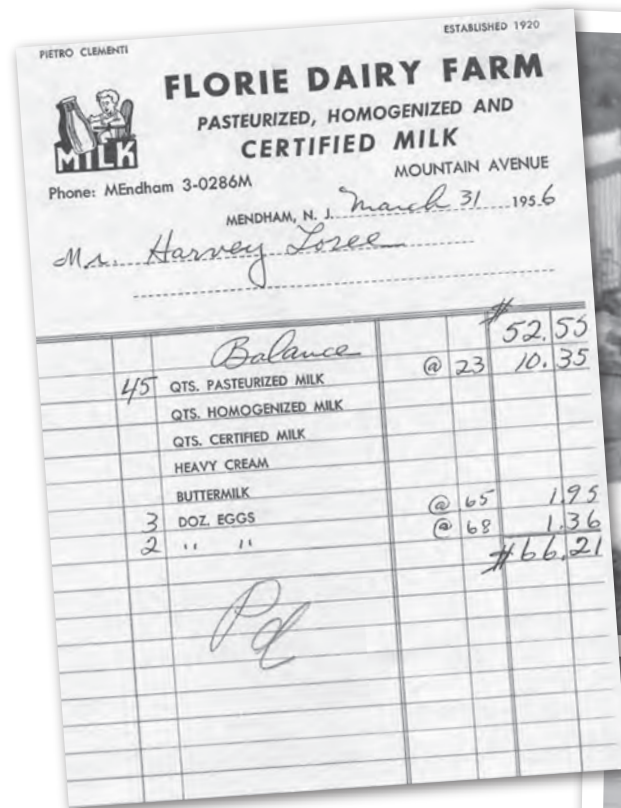 PIETRO CLEMENTI
ESTABLISHED 1920
FLORIE DAIRY FARM
PASTEURIZED, HOMOGENIZED AND
CERTIFIED MILK
MILK
Phone: MEndham 3-0286M
MOUNTAIN AVENUE
MENDHAM, N. J. March 31 1956
Mr. Harvey Loree
Balance $52.55
45 QTS. PASTEURIZED MILK @ 23 10.35
QTS. HOMOGENIZED MILK
QTS. CERTIFIED MILK
HEAVY CREAM
BUTTERMILK
3 DOZ. EGGS @ 65 1.95
2 " " @ 68 1.36
$66.21
Pd